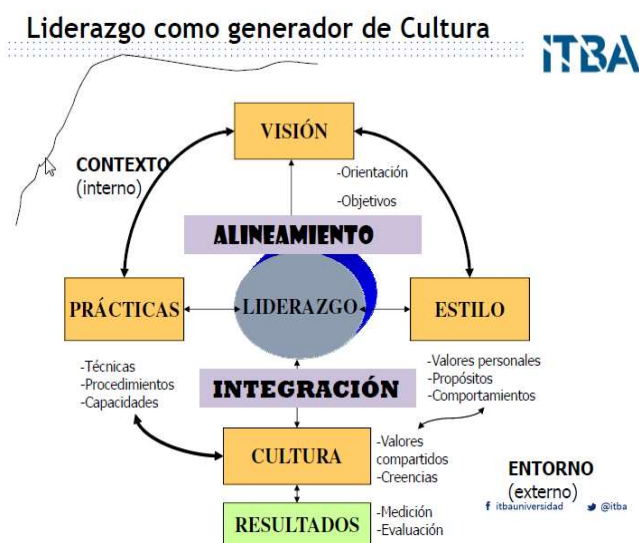 Liderazgo como generador de Cultura
ITBA
VISIÓN
CONTEXTO
(interno)
-Orientación
-Objetivos
ALINEAMIENTO
PRÁCTICAS
LIDERAZGO
ESTILO
-Técnicas
-Procedimientos
-Capacidades
INTEGRACIÓN
-Valores personales
-Propósitos
-Comportamientos
CULTURA
-Valores
compartidos
-Creencias
ENTORNO
(externo)
itbauniversidad
@itba
RESULTADOS
-Medición
-Evaluación